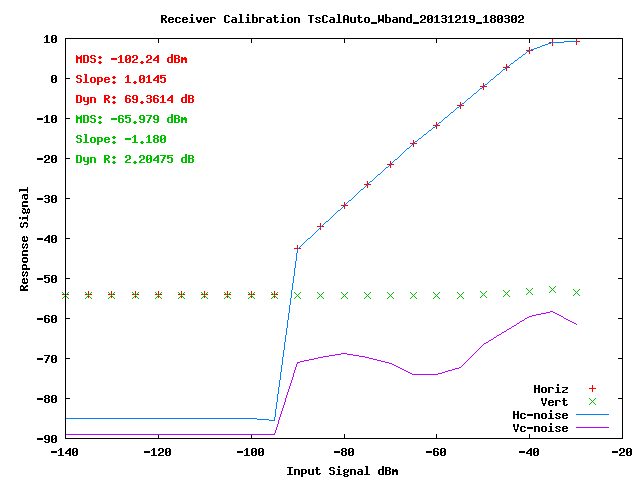 Receiver Calibration TsCalAuto_Wband_20131219_180302
10
0
-10
-20
-30
-40
-50
-60
-70
-80
-90
Response Signal
MDS: -102.24 dBm
Slope: 1.0145
Dyn R: 69.3614 dB
MDS: -65.979 dBm
Slope: -1.180
Dyn R: 2.20475 dB
Horiz
Vert
Hc-noise
Vc-noise
-140 -120 -100 -80 -60 -40 -20
Input Signal dBm